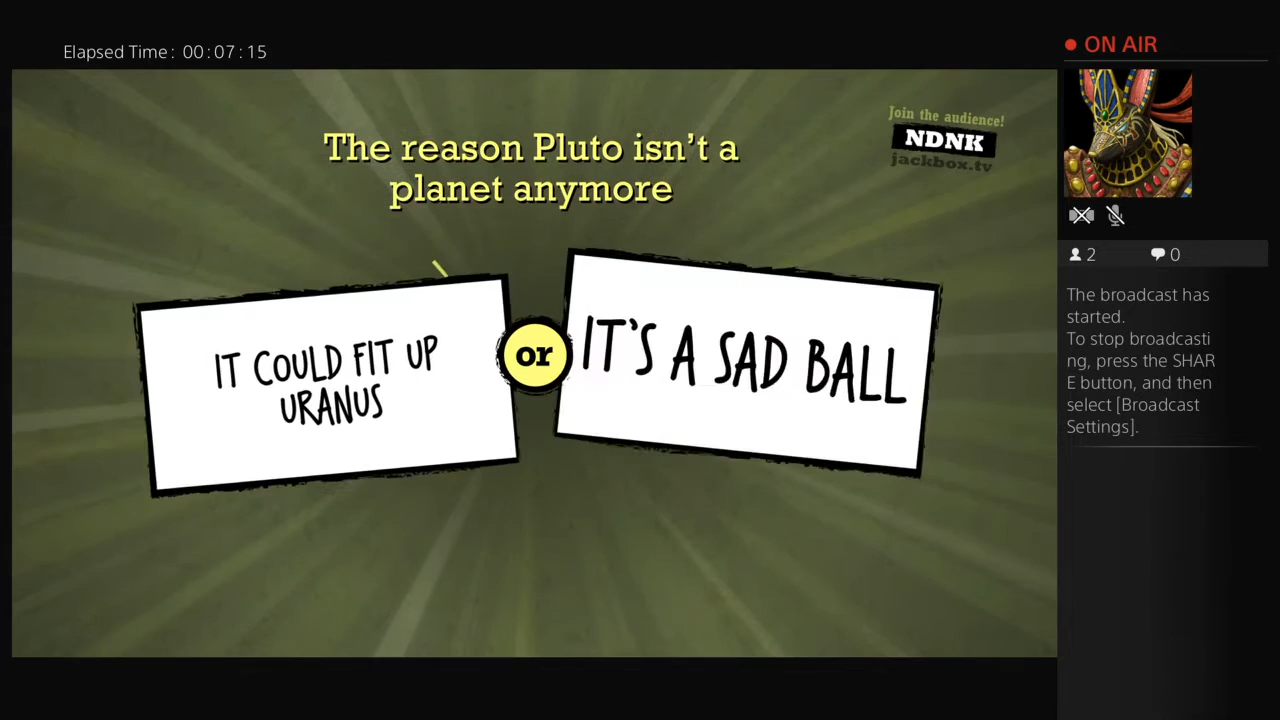 Elapsed Time: 00:07:15
ON AIR
The reason Pluto isn't a
planet anymore
Join the audience!
NDNK
jackbox.tv
IT COULD FIT UP
URANUS
or
IT'S A SAD BALL
2
0
The broadcast has
started.
To stop broadcasti
ng, press the SHAR
E button, and then
select [Broadcast
Settings].